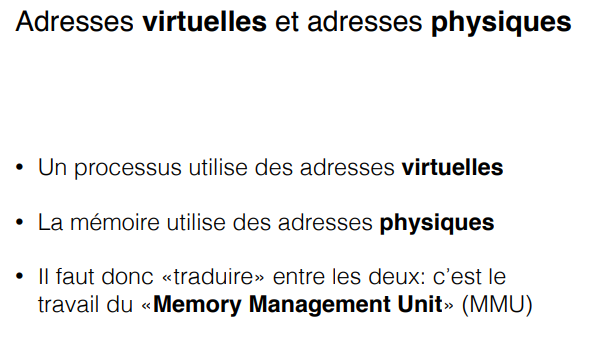 Adresses virtuelles et adresses physiques
• Un processus utilise des adresses virtuelles
• La mémoire utilise des adresses physiques
• Il faut donc «traduire» entre les deux: c’est le
travail du «Memory Management Unit» (MMU)